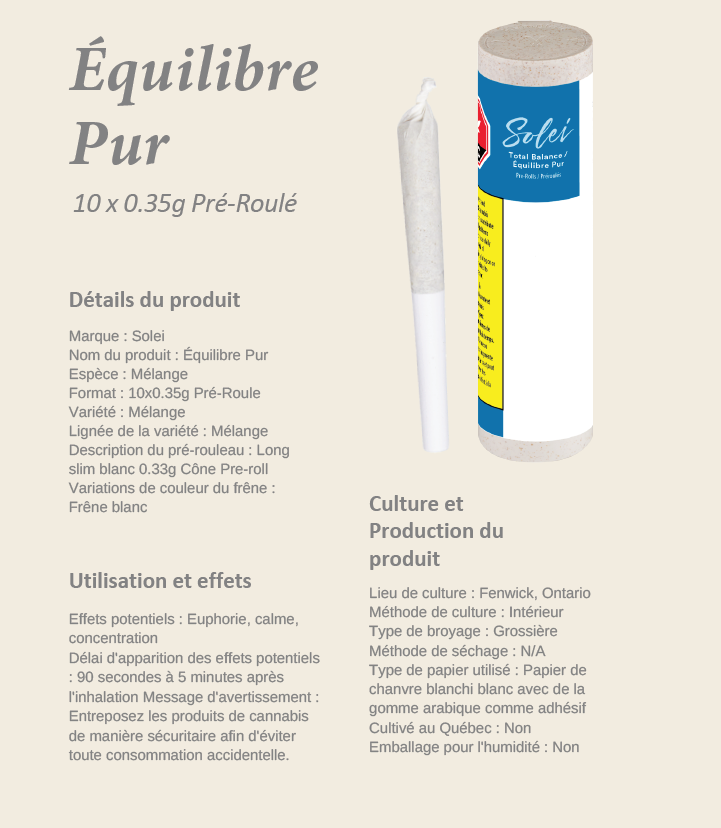 Équilibre
Pur
10 x 0.35g Pré-Roulé
Solei
Total Balance /
Équilibre Pur
Pre-Rolls / Préroulés
Détails du produit
Marque : Solei
Nom du produit : Équilibre Pur
Espèce : Mélange
Format : 10x0.35g Pré-Roule
Variété : Mélange
Lignée de la variété : Mélange
Description du pré-rouleau : Long
slim blanc 0.33g Cône Pre-roll
Variations de couleur du frêne :
Frêne blanc
Utilisation et effets
Effets potentiels : Euphorie, calme,
concentration
Délai d'apparition des effets potentiels
: 90 secondes à 5 minutes après
l'inhalation Message d'avertissement :
Entreposez les produits de cannabis
de manière sécuritaire afin d'éviter
toute consommation accidentelle.
Culture et
Production du
produit
Lieu de culture : Fenwick, Ontario
Méthode de culture : Intérieur
Type de broyage : Grossière
Méthode de séchage : N/A
Type de papier utilisé : Papier de
chanvre blanchi blanc avec de la
gomme arabique comme adhésif
Cultivé au Québec : Non
Emballage pour l'humidité : Non